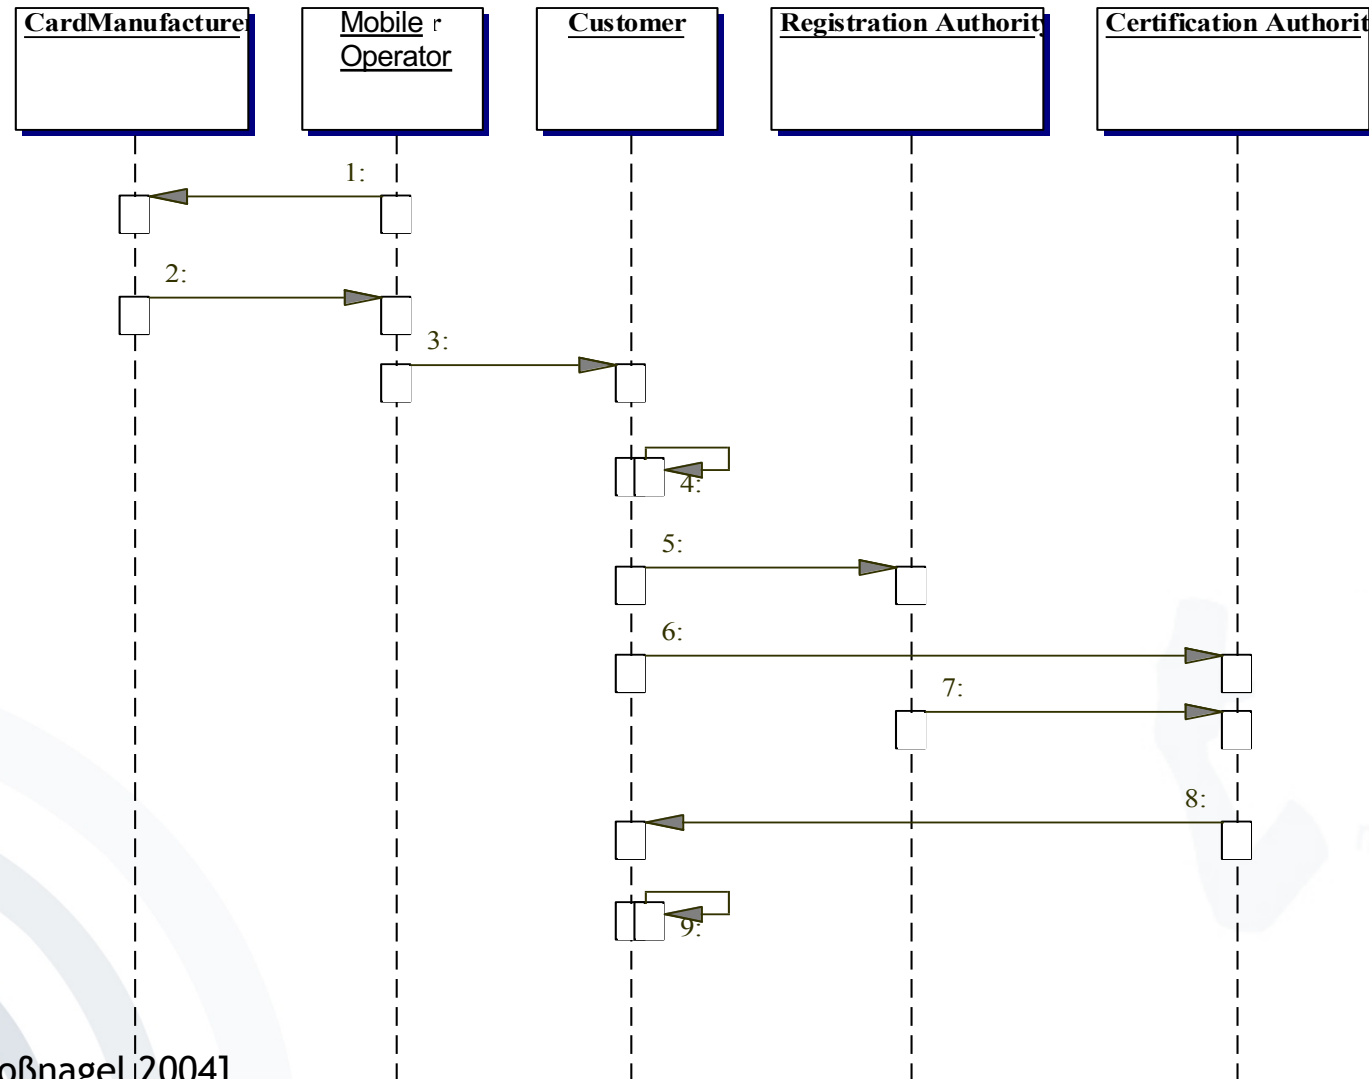 CardManufacturer
Mobile r
Operator
Customer
Registration Authority
Certification Authorit
1:
2:
3:
4:
5:
6:
7:
8:
9:
oßnagel 2004]